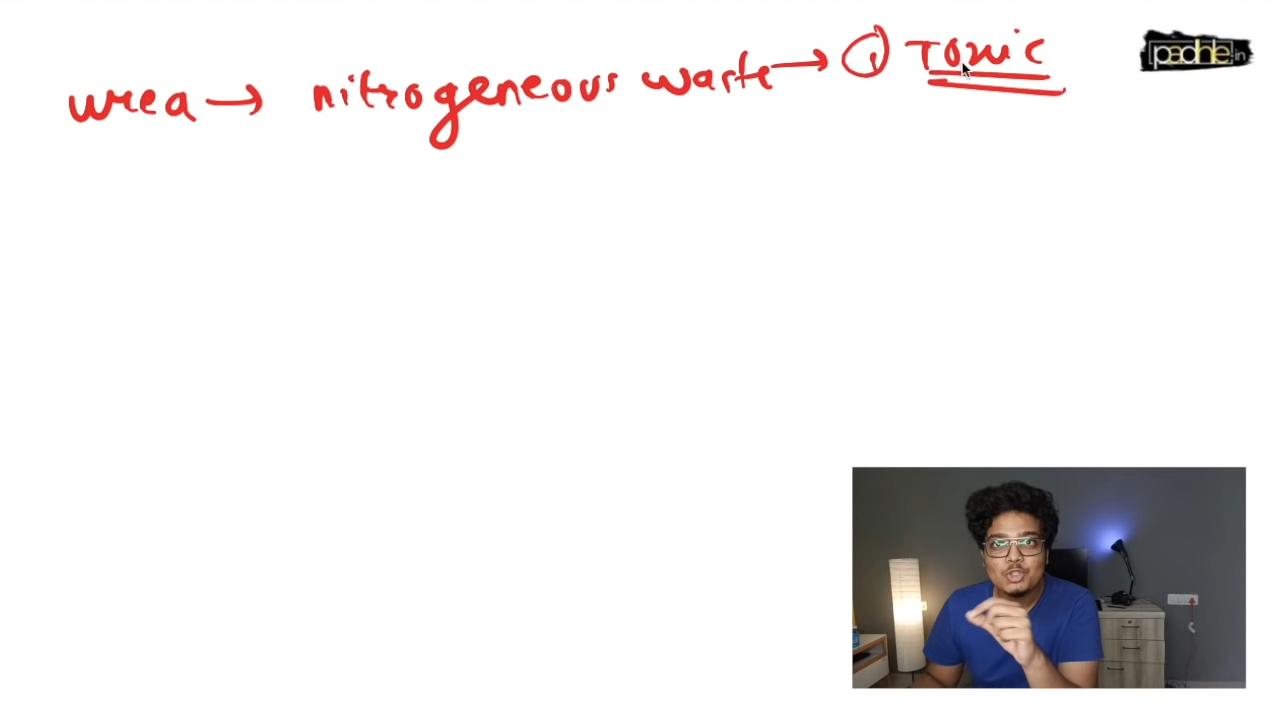 urea → nitrogeneous waste → ① Toxic
padhle.in